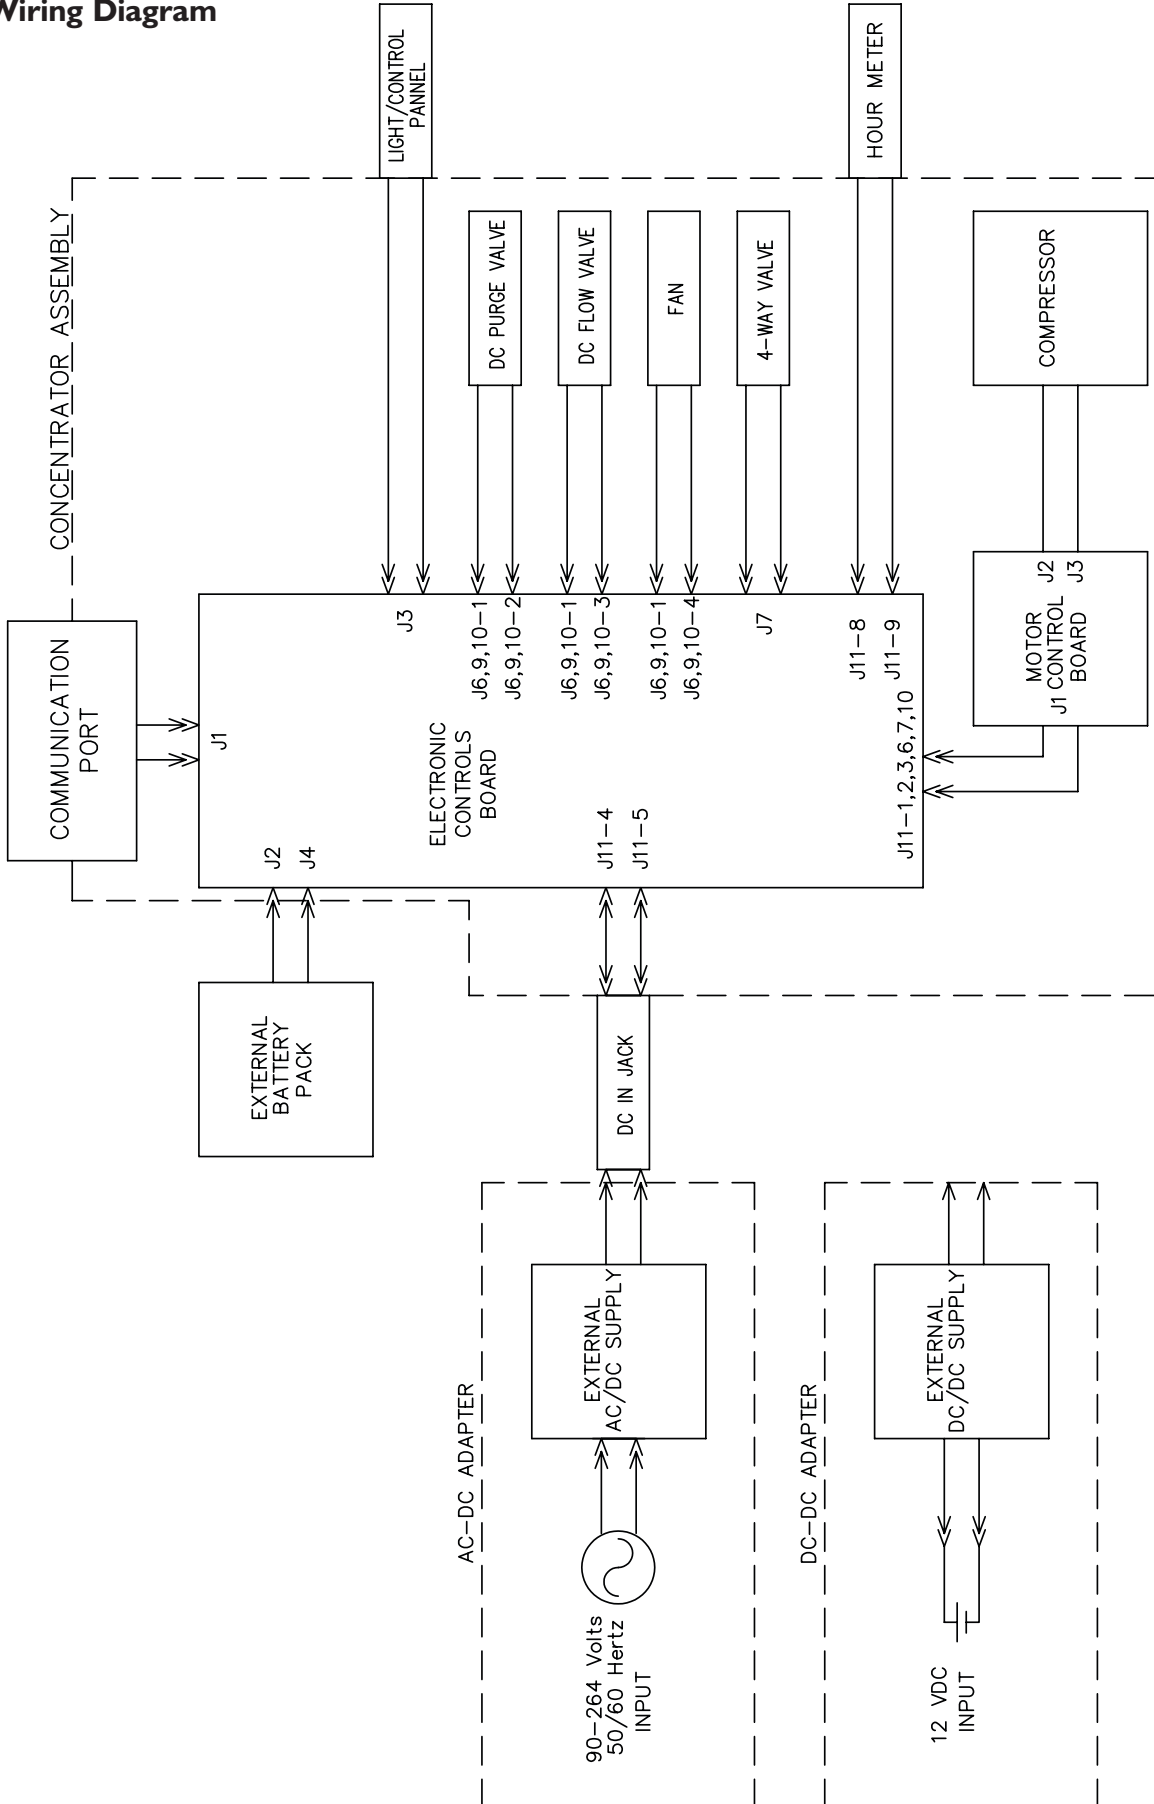 Wiring Diagram
LIGHT/CONTROL
PANNEL
HOUR METER
CONCENTRATOR ASSEMBLY
DC PURGE VALVE
DC FLOW VALVE
FAN
4-WAY VALVE
COMPRESSOR
COMMUNICATION
PORT
J1
J3
J6,9,10-1
J6,9,10-2
J6,9,10-1
J6,9,10-3
J6,9,10-1
J6,9,10-4
J7
J11-8
J11-9
J11-1,2,3,6,7,10
J2
J3
MOTOR
CONTROL
BOARD
J1
ELECTRONIC
CONTROLS
BOARD
J2
J4
J11-4
J11-5
EXTERNAL
BATTERY
PACK
DC IN JACK
AC-DC ADAPTER
EXTERNAL
AC/DC SUPPLY
90-264 Volts
50/60 Hertz
INPUT
DC-DC ADAPTER
EXTERNAL
DC/DC SUPPLY
12 VDC
INPUT